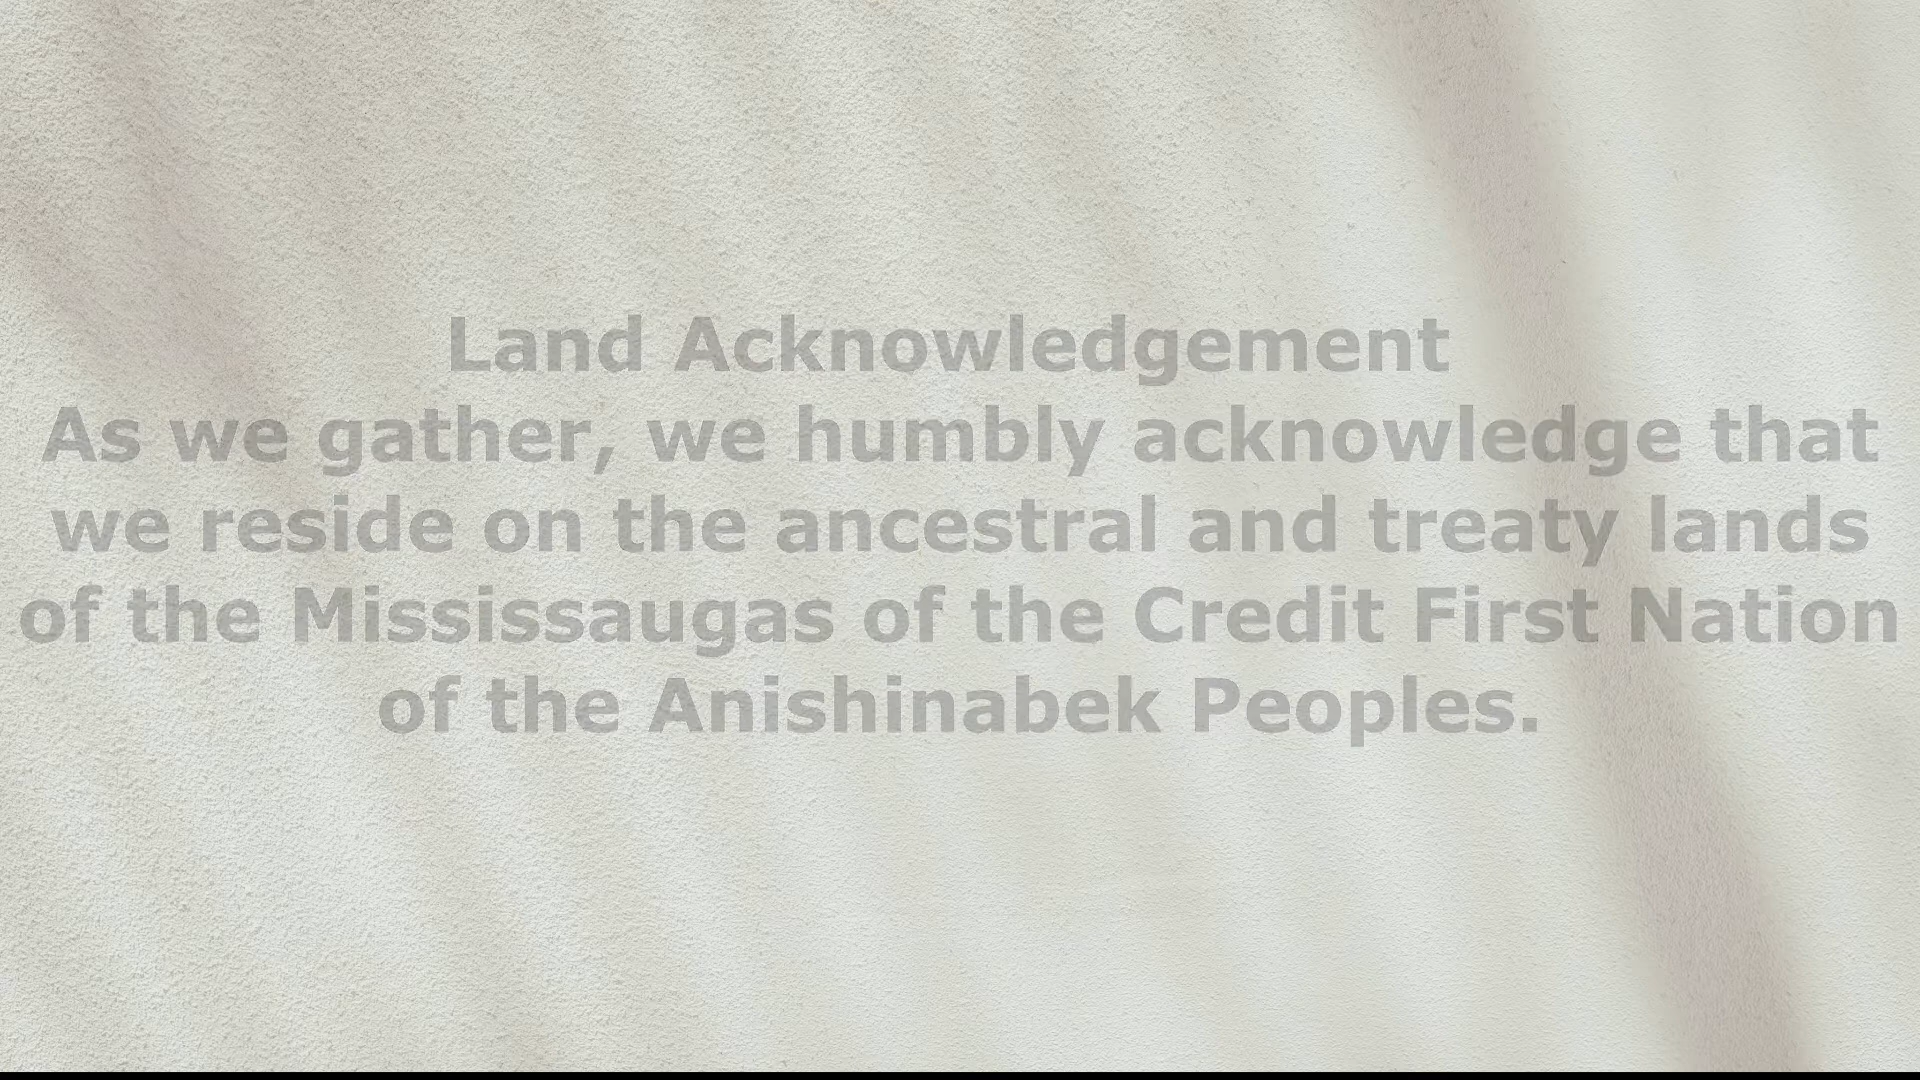 Land Acknowledgement
As we gather, we humbly acknowledge that
we reside on the ancestral and treaty lands
of the Mississaugas of the Credit First Nation
of the Anishinabek Peoples.